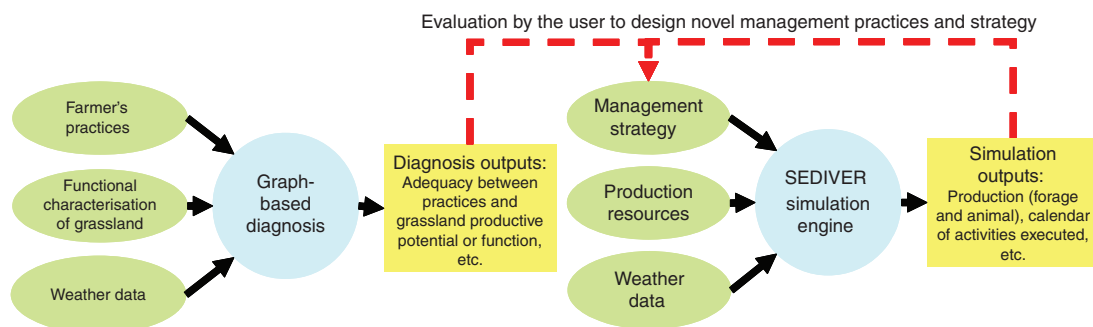 Evaluation by the user to design novel management practices and strategy
Farmer's
practices
Functional
characterisation
of grassland
Weather data
Graph-
based
diagnosis
Diagnosis outputs:
Adequacy between
practices and
grassland productive
potential or function,
etc.
Management
strategy
Production
resources
Weather
data
SEDIVER
simulation
engine
Simulation
outputs:
Production (forage
and animal), calendar
of activities executed,
etc.